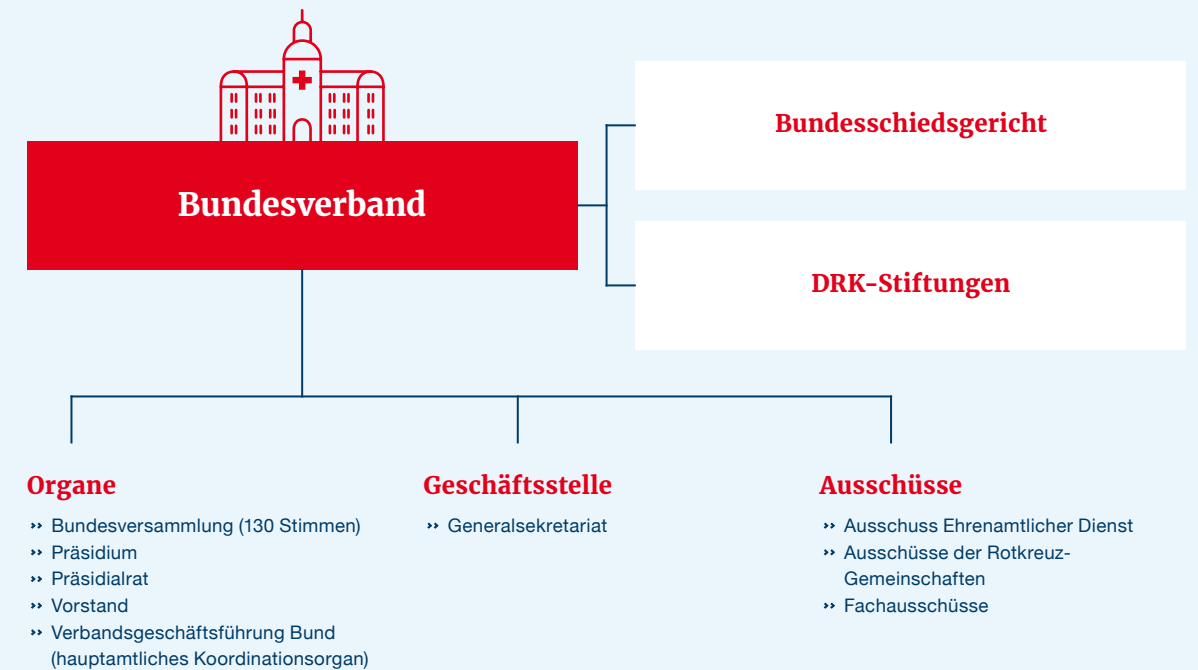 Bundesverband
Bundesschiedsgericht
DRK-Stiftungen
Organe
›› Bundesversammlung (130 Stimmen)
›› Präsidium
›› Präsidialrat
›› Vorstand
›› Verbandsgeschäftsführung Bund
(hauptamtliches Koordinationsorgan)
Geschäftsstelle
›› Generalsekretariat
Ausschüsse
›› Ausschuss Ehrenamtlicher Dienst
›› Ausschüsse der Rotkreuz-
Gemeinschaften
›› Fachausschüsse